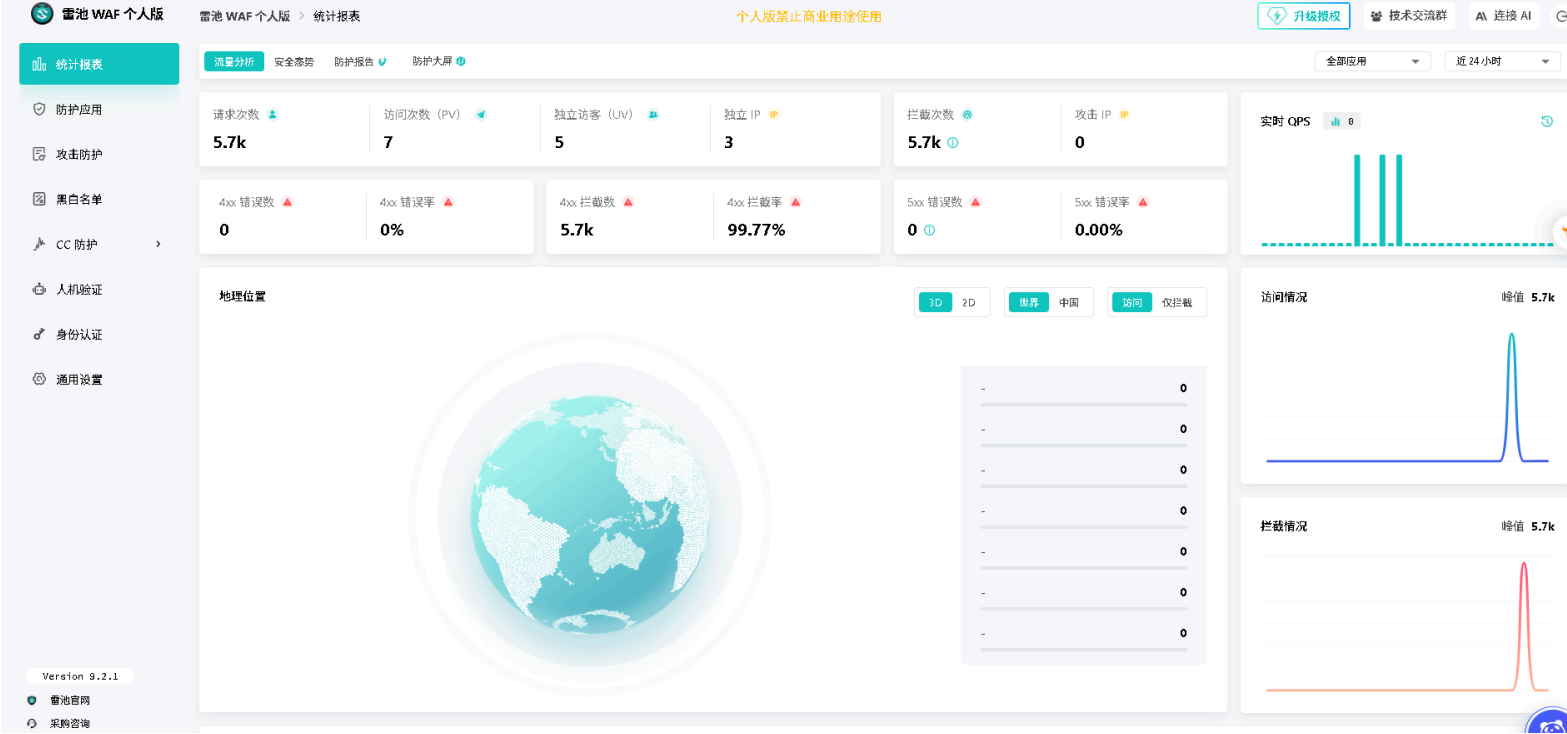 雷池 WAF 个人版
雷池 WAF 个人版 > 统计报表
个人版禁止商业用途使用
升级授权
技术交流群
连接 AI
统计报表
防护应用
攻击防护
黑白名单
CC 防护
人机验证
身份认证
通用设置
Version 9.2.1
雷池官网
采购咨询
流量分析 安全态势 防护报告 防护大屏
全部应用
近 24 小时
请求次数
5.7k
访问次数（PV）
7
独立访客（UV）
5
独立 IP IP
3
拦截次数
5.7k
攻击 IP IP
0
4xx 错误数
0
4xx 错误率
0%
4xx 拦截数
5.7k
4xx 拦截率
99.77%
5xx 错误数
0
5xx 错误率
0.00%
地理位置
3D 2D
世界 中国
访问 仅拦截
- 0
- 0
- 0
- 0
- 0
- 0
- 0
实时 QPS 0
访问情况 峰值 5.7k
拦截情况 峰值 5.7k